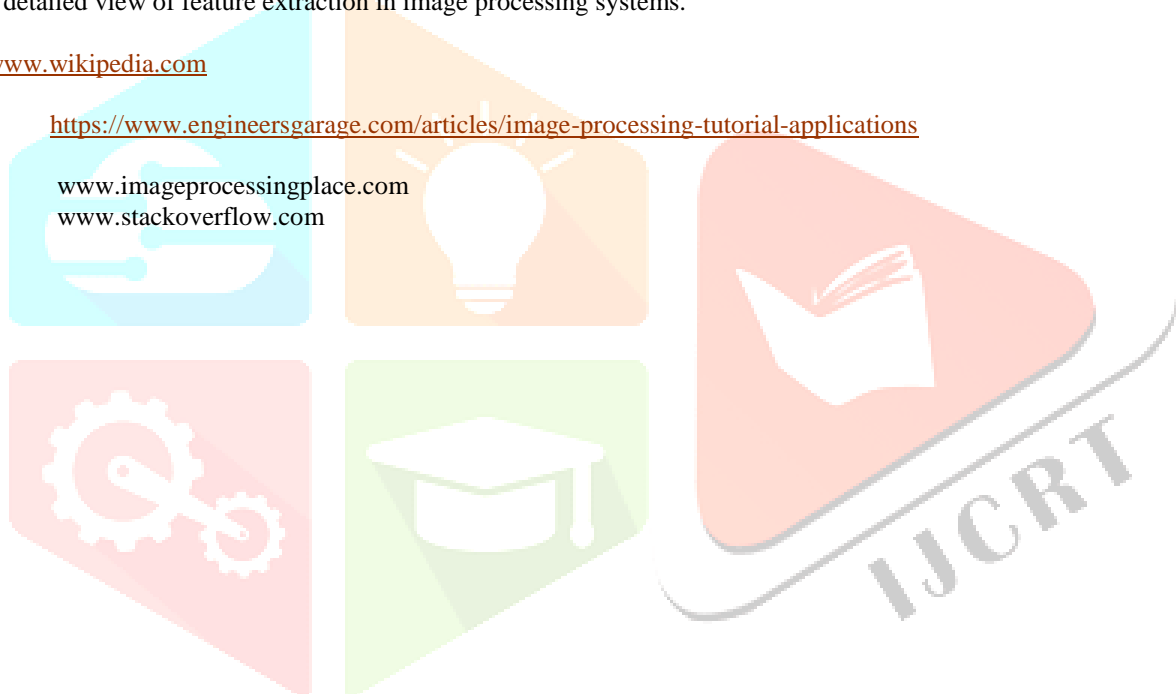 detailed view of feature extraction in image processing systems.
www.wikipedia.com
https://www.engineersgarage.com/articles/image-processing-tutorial-applications
www.imageprocessingplace.com
www.stackoverflow.com
IJCRT